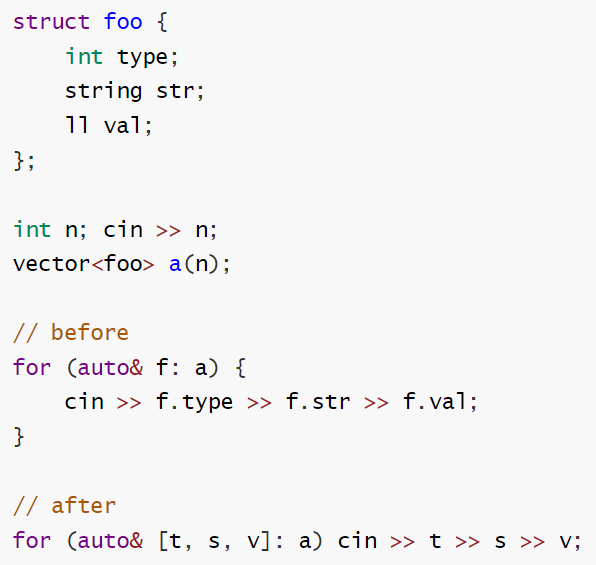 struct foo {
    int type;
    string str;
    ll val;
};

int n; cin >> n;
vector<foo> a(n);

// before
for (auto& f: a) {
    cin >> f.type >> f.str >> f.val;
}

// after
for (auto& [t, s, v]: a) cin >> t >> s >> v;